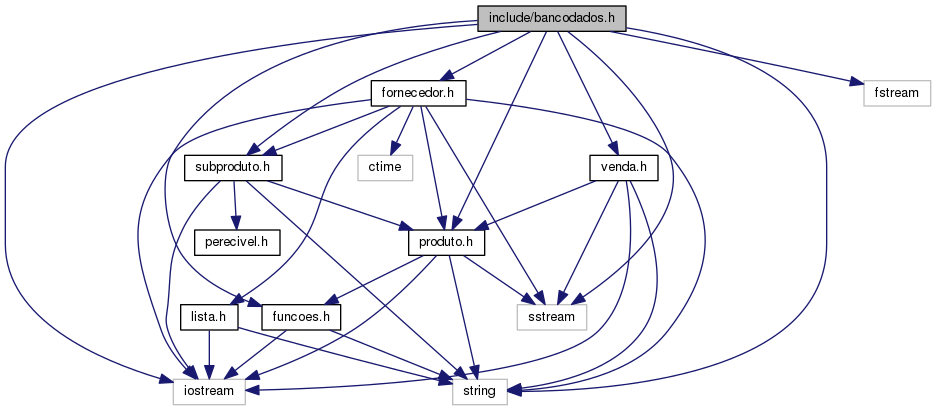 include/bancodados.h
fornecedor.h
fstream
subproduto.h
ctime
venda.h
perecivel.h
produto.h
lista.h
funcoes.h
sstream
iostream
string